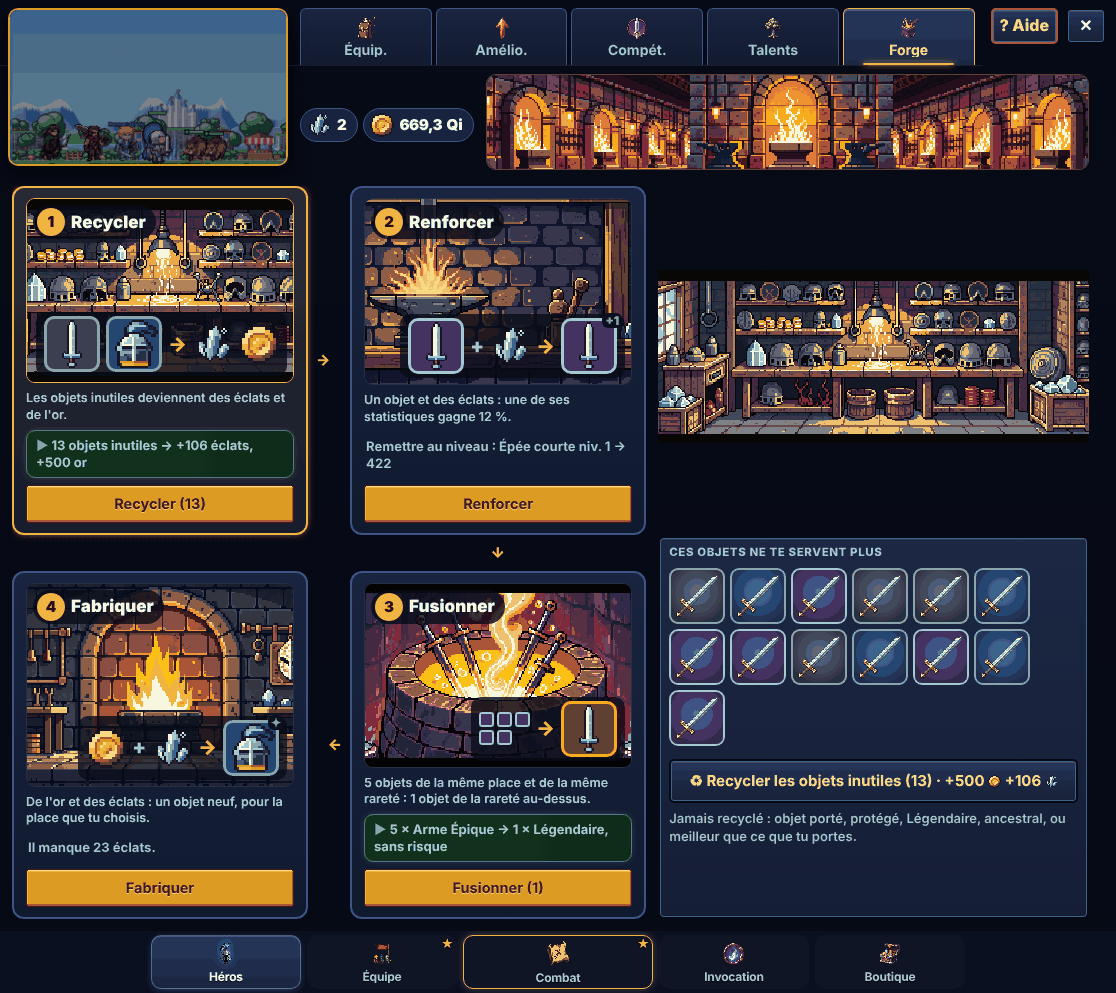 Équip.
Amélio.
Compét.
Talents
Forge
? Aide
×
2
669,3 Qi
1 Recycler
Les objets inutiles deviennent des éclats et
de l'or.
▶ 13 objets inutiles → +106 éclats,
+500 or
Recycler (13)
→
2 Renforcer
+1
+ →
Un objet et des éclats : une de ses
statistiques gagne 12 %.
Remettre au niveau : Épée courte niv. 1 →
422
Renforcer
↓
4 Fabriquer
+ →
De l'or et des éclats : un objet neuf, pour la
place que tu choisis.
Il manque 23 éclats.
Fabriquer
←
3 Fusionner
→
5 objets de la même place et de la même
rareté : 1 objet de la rareté au-dessus.
▶ 5 × Arme Épique → 1 × Légendaire,
sans risque
Fusionner (1)
CES OBJETS NE TE SERVENT PLUS
♻ Recycler les objets inutiles (13) · +500 +106
Jamais recyclé : objet porté, protégé, Légendaire, ancestral, ou
meilleur que ce que tu portes.
Héros
Équipe
Combat
Invocation
Boutique